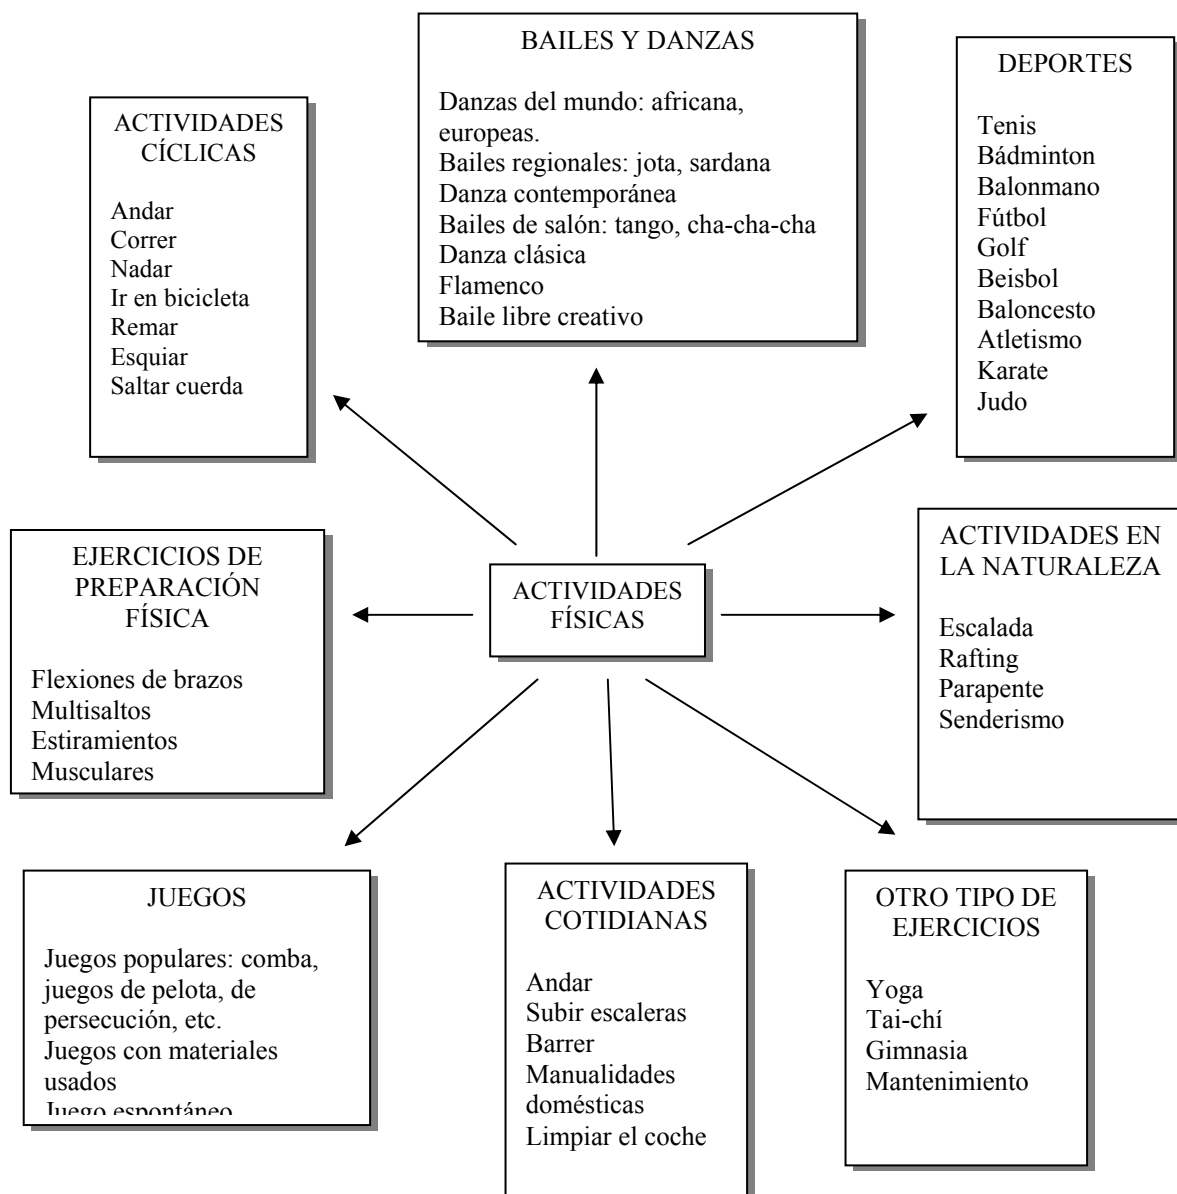 BAILES Y DANZAS
Danzas del mundo: africana,
europeas.
Bailes regionales: jota, sardana
Danza contemporánea
Bailes de salón: tango, cha-cha-cha
Danza clásica
Flamenco
Baile libre creativo
DEPORTES
Tenis
Bádminton
Balonmano
Fútbol
Golf
Beisbol
Baloncesto
Atletismo
Karate
Judo
ACTIVIDADES
CÍCLICAS
Andar
Correr
Nadar
Ir en bicicleta
Remar
Esquiar
Saltar cuerda
EJERCICIOS DE
PREPARACIÓN
FÍSICA
Flexiones de brazos
Multisaltos
Estiramientos
Musculares
ACTIVIDADES
FÍSICAS
ACTIVIDADES EN
LA NATURALEZA
Escalada
Rafting
Parapente
Senderismo
JUEGOS
Juegos populares: comba,
juegos de pelota, de
persecución, etc.
Juegos con materiales
usados
Juego espontáneo
ACTIVIDADES
COTIDIANAS
Andar
Subir escaleras
Barrer
Manualidades
domésticas
Limpiar el coche
OTRO TIPO DE
EJERCICIOS
Yoga
Tai-chí
Gimnasia
Mantenimiento